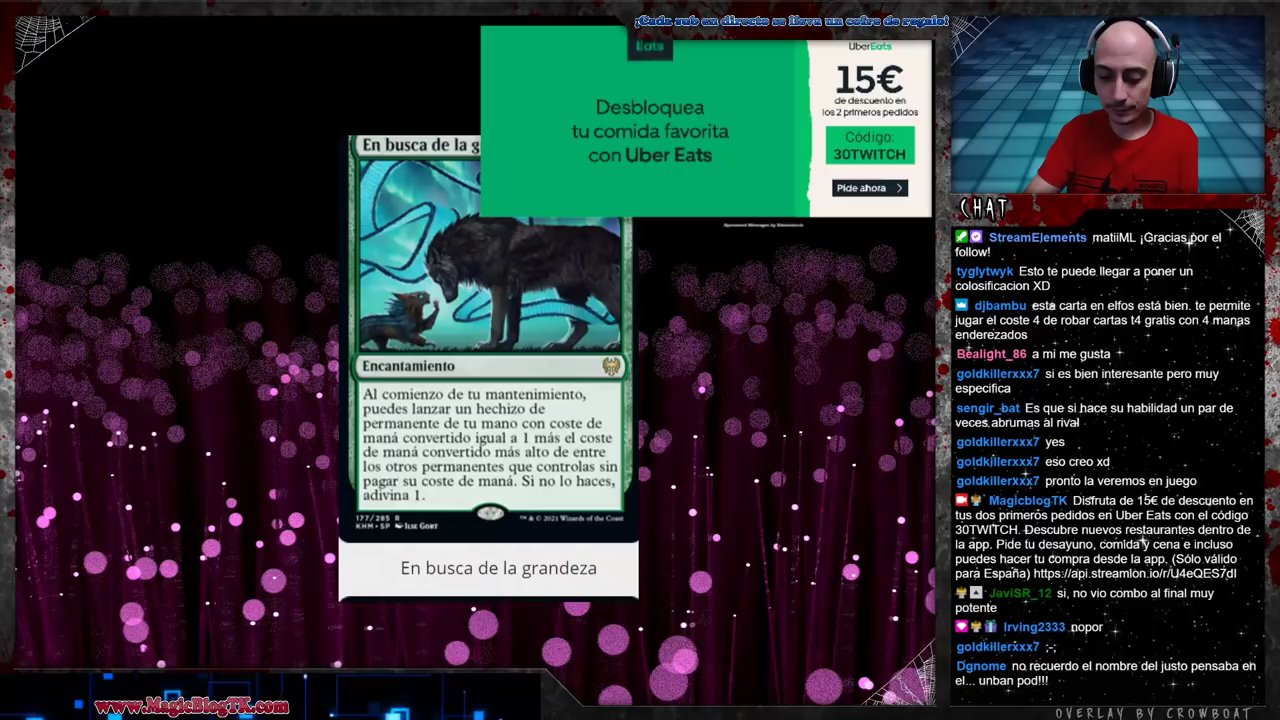 ¡Cada sub en directo se lleva un cofre de regalo!
Eats
Desbloquea
tu comida favorita
con Uber Eats
UberEats
15€
de descuento en
los 2 primeros pedidos
Código:
30TWITCH
Pide ahora
En busca de la g
Encantamiento
Al comienzo de tu mantenimiento,
puedes lanzar un hechizo de
permanente de tu mano con coste de
maná convertido igual a 1 más el coste
de maná convertido más alto de entre
los otros permanentes que controlas sin
pagar su coste de maná. Si no lo haces,
adivina 1.
177/285 R
KHM • SP Ilse Gort
™ & © 2021 Wizards of the Coast
En busca de la grandeza
www.MagicBlogTK.com
CHAT
StreamElements matiiML ¡Gracias por el
follow!
tyglytwyk Esto te puede llegar a poner un
colosificacion XD
djbambu esta carta en elfos está bien. te permite
jugar el coste 4 de robar cartas t4 gratis con 4 manas
enderezados
Bealight_86 a mi me gusta
goldkillerxxx7 si es bien interesante pero muy
especifica
sengir_bat Es que si hace su habilidad un par de
veces abrumas al rival
goldkillerxxx7 yes
goldkillerxxx7 eso creo xd
goldkillerxxx7 pronto la veremos en juego
MagicblogTK Disfruta de 15€ de descuento en
tus dos primeros pedidos en Uber Eats con el código
30TWITCH. Descubre nuevos restaurantes dentro de
la app. Pide tu desayuno, comida y cena e incluso
puedes hacer tu compra desde la app. (Sólo válido
para España) https://api.streamlon.io/r/U4eQES7dI
JaviSR_12 si, no vio combo al final muy
potente
Irving2333 nopor
goldkillerxxx7 :-;
Dgnome no recuerdo el nombre del justo pensaba eh
el... unban pod!!!
OVERLAY BY CROWBOAT